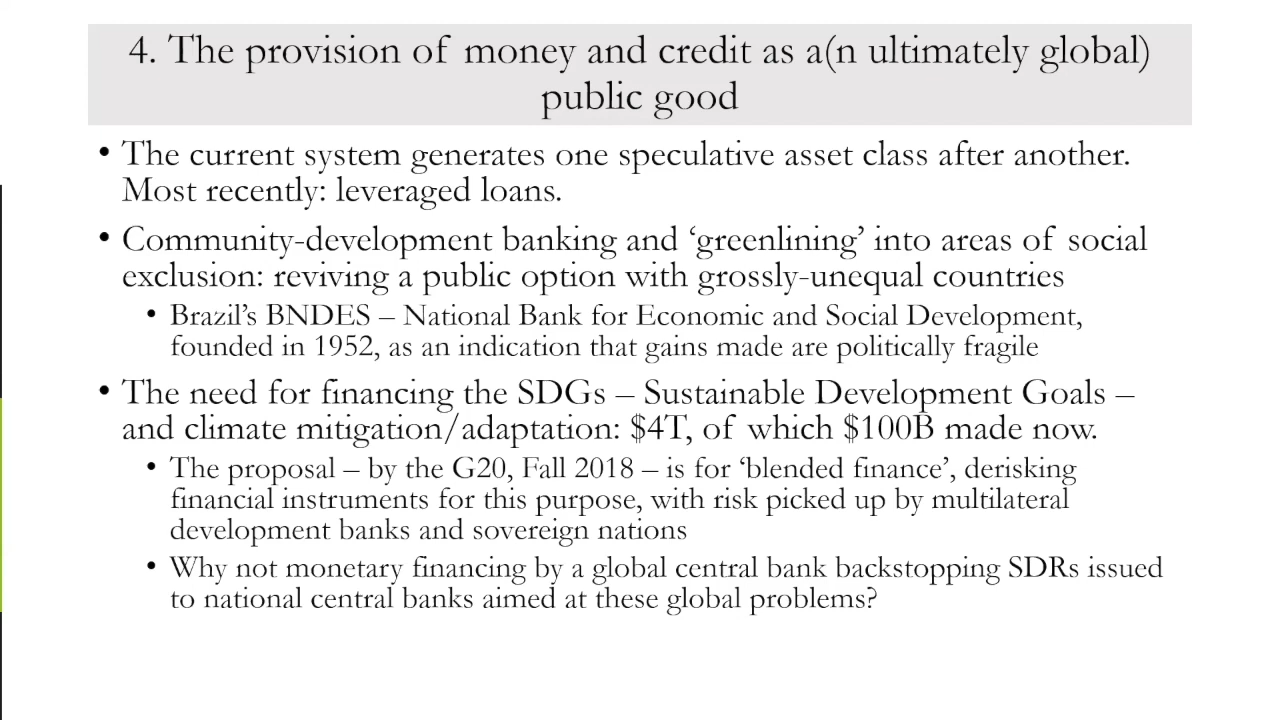 4. The provision of money and credit as a(n ultimately global)
public good
• The current system generates one speculative asset class after another.
Most recently: leveraged loans.
• Community-development banking and ‘greenlining’ into areas of social
exclusion: reviving a public option with grossly-unequal countries
• Brazil’s BNDES – National Bank for Economic and Social Development,
founded in 1952, as an indication that gains made are politically fragile
• The need for financing the SDGs – Sustainable Development Goals –
and climate mitigation/adaptation: $4T, of which $100B made now.
• The proposal – by the G20, Fall 2018 – is for ‘blended finance’, derisking
financial instruments for this purpose, with risk picked up by multilateral
development banks and sovereign nations
• Why not monetary financing by a global central bank backstopping SDRs issued
to national central banks aimed at these global problems?